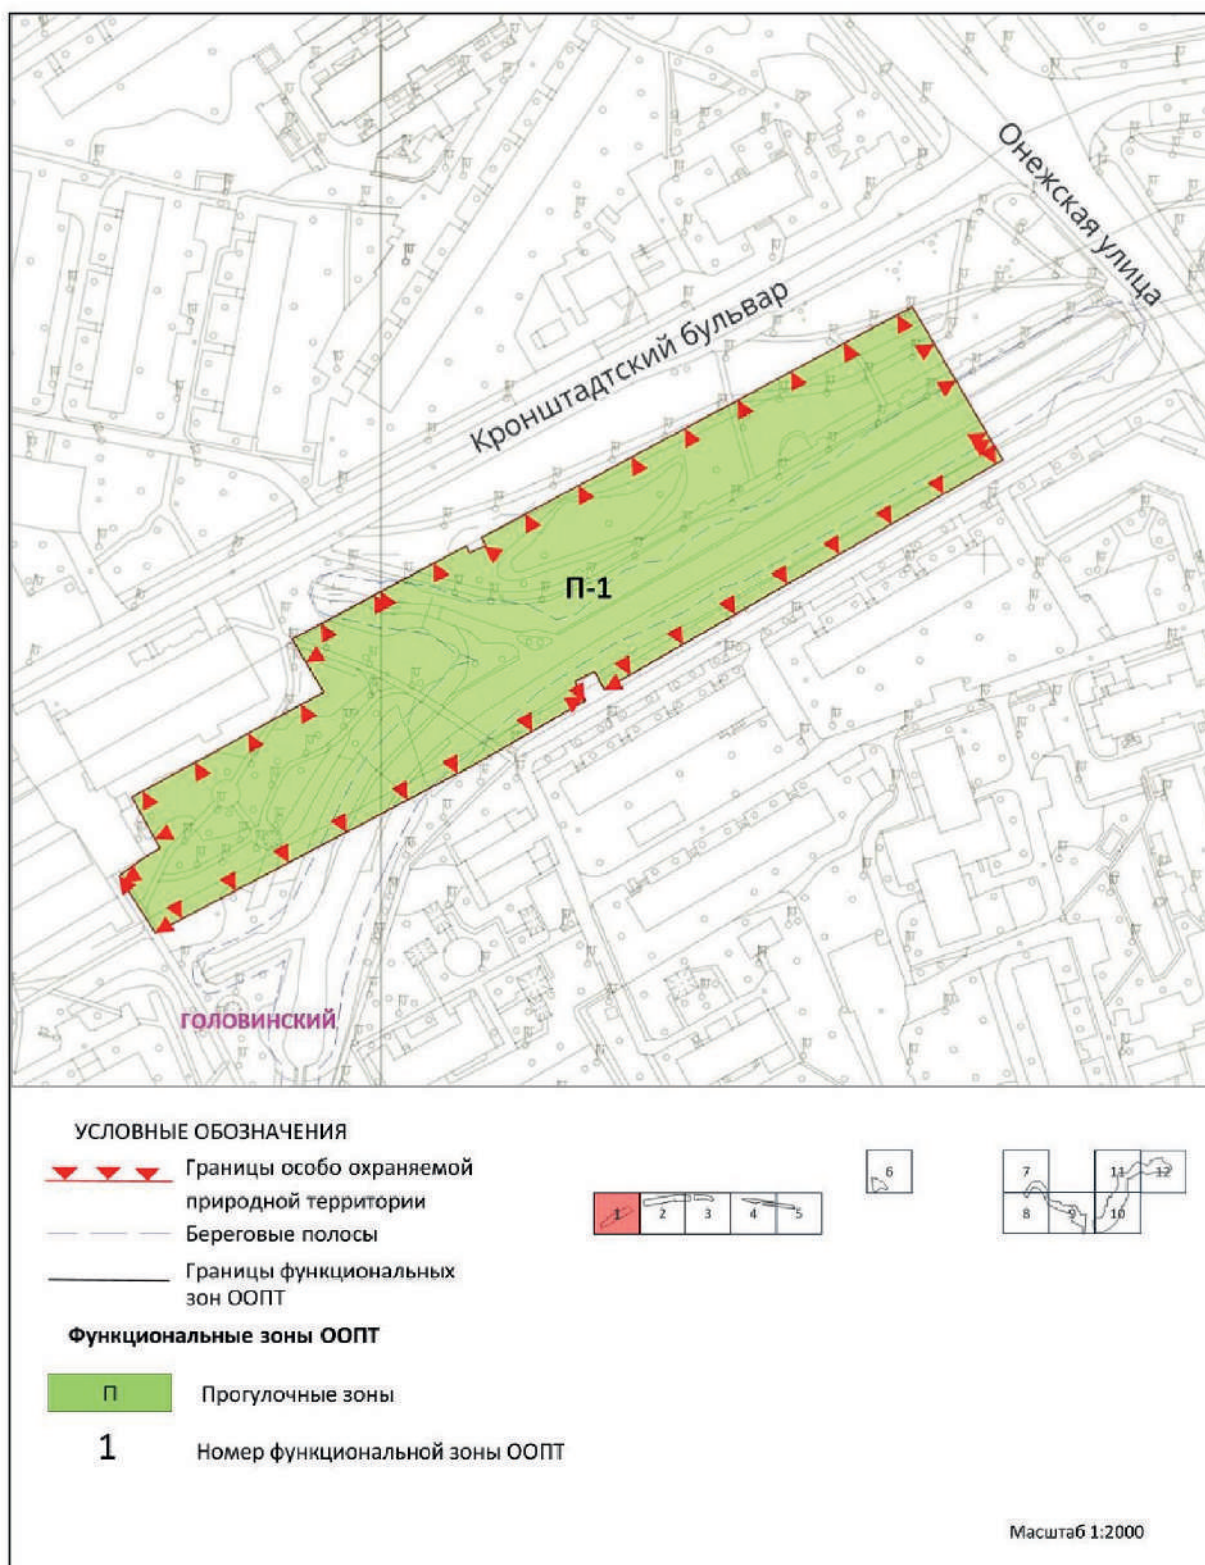 Онежская улица
Кронштадтский бульвар
П-1
ГОЛОВИНСКИЙ
УСЛОВНЫЕ ОБОЗНАЧЕНИЯ
Границы особо охраняемой
природной территории
Береговые полосы
Границы функциональных
зон ООПТ
Функциональные зоны ООПТ
П
Прогулочные зоны
1
Номер функциональной зоны ООПТ
6
7
11
12
1
2
3
4
5
8
9
10
Масштаб 1:2000